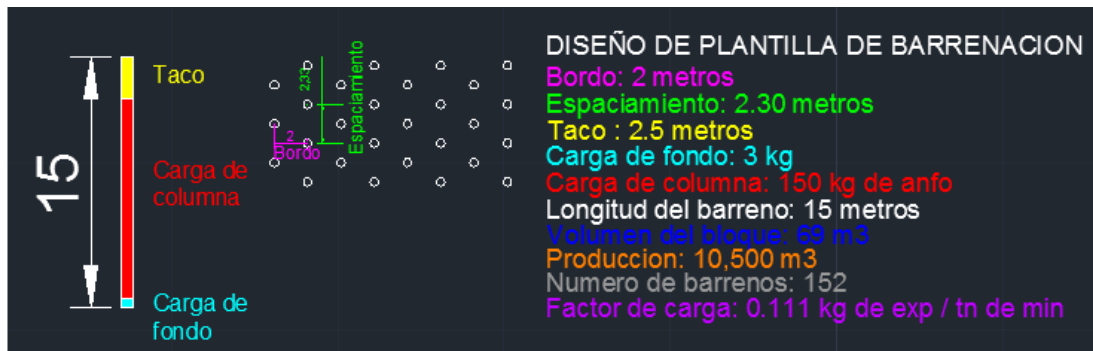 15
Taco
Carga de
columna
Carga de
fondo
2,33
Espaciamiento
2
Bordo
DISEÑO DE PLANTILLA DE BARRENACION
Bordo: 2 metros
Espaciamiento: 2.30 metros
Taco : 2.5 metros
Carga de fondo: 3 kg
Carga de columna: 150 kg de anfo
Longitud del barreno: 15 metros
Volumen del bloque: 69 m3
Produccion: 10,500 m3
Numero de barrenos: 152
Factor de carga: 0.111 kg de exp / tn de min